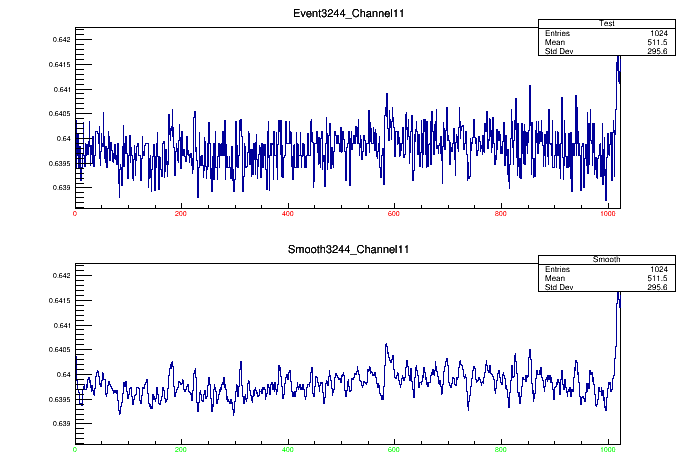 Event3244_Channel11
Test
Entries 1024
Mean 511.5
Std Dev 295.6
0.642
0.6415
0.641
0.6405
0.64
0.6395
0.639
0 200 400 600 800 1000
Smooth3244_Channel11
Smooth
Entries 1024
Mean 511.5
Std Dev 295.6
0.642
0.6415
0.641
0.6405
0.64
0.6395
0.639
0 200 400 600 800 1000